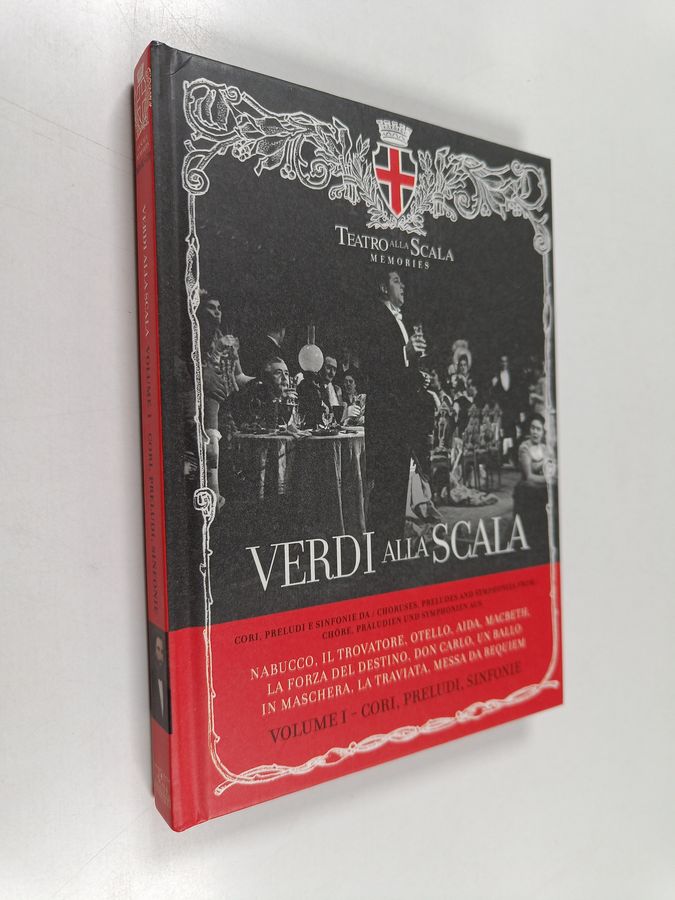 TEATRO ALLA SCALA
MEMORIES
VERDI ALLA SCALA
CORI, PRELUDI E SINFONIE DA / CHORUSES, PRELUDES AND SYMPHONIES FROM /
CHÖRE, PRÄLUDIEN UND SYMPHONIEN AUS
NABUCCO, IL TROVATORE, OTELLO, AIDA, MACBETH,
LA FORZA DEL DESTINO, DON CARLO, UN BALLO
IN MASCHERA, LA TRAVIATA, MESSA DA REQUIEM
VOLUME I – CORI, PRELUDI, SINFONIE
VERDI ALLA SCALA VOLUME I - CORI, PRELUDI, SINFONIE